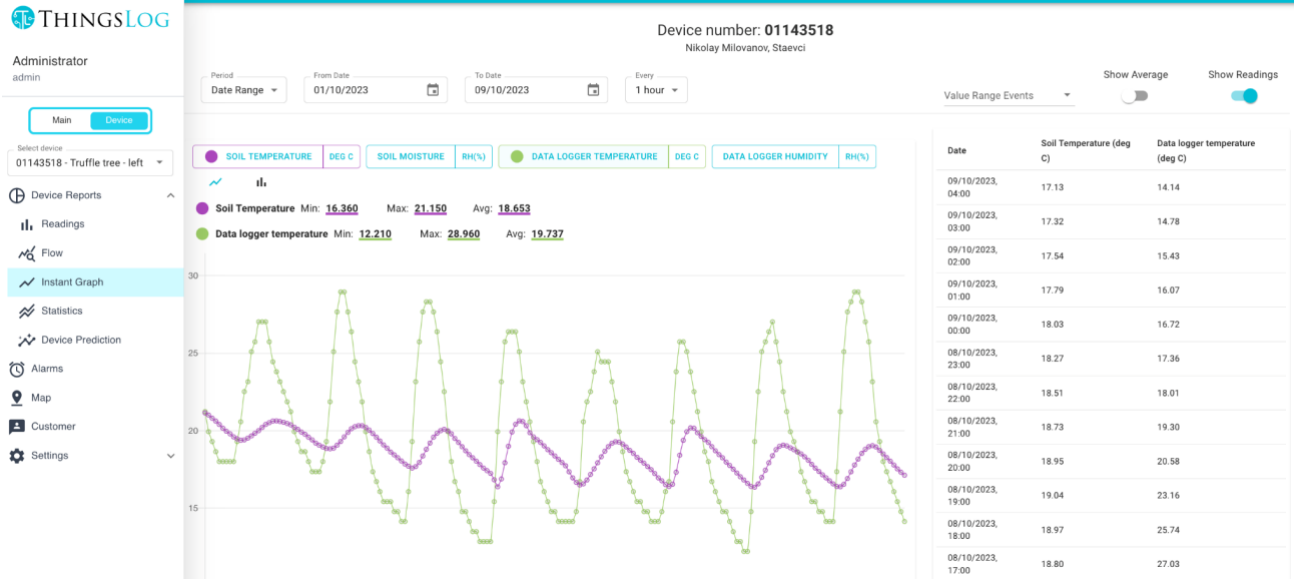 THINGSLOG
Administrator
admin
Main Device
Select device
01143518 - Truffle tree - left
Device Reports
Readings
Flow
Instant Graph
Statistics
Device Prediction
Alarms
Map
Customer
Settings
Device number: 01143518
Nikolay Milovanov, Staevci
Period
Date Range
From Date
01/10/2023
To Date
09/10/2023
Every
1 hour
Value Range Events
Show Average
Show Readings
SOIL TEMPERATURE DEG C
SOIL MOISTURE RH(%)
DATA LOGGER TEMPERATURE DEG C
DATA LOGGER HUMIDITY RH(%)
Soil Temperature Min: 16.360 Max: 21.150 Avg: 18.653
Data logger temperature Min: 12.210 Max: 28.960 Avg: 19.737
30
25
20
15
Date
Soil Temperature (deg
C)
Data logger temperature
(deg C)
09/10/2023,
04:00
17.13
14.14
09/10/2023,
03:00
17.32
14.78
09/10/2023,
02:00
17.54
15.43
09/10/2023,
01:00
17.79
16.07
09/10/2023,
00:00
18.03
16.72
08/10/2023,
23:00
18.27
17.36
08/10/2023,
22:00
18.51
18.01
08/10/2023,
21:00
18.73
19.30
08/10/2023,
20:00
18.95
20.58
08/10/2023,
19:00
19.04
23.16
08/10/2023,
18:00
18.97
25.74
08/10/2023,
17:00
18.80
27.03